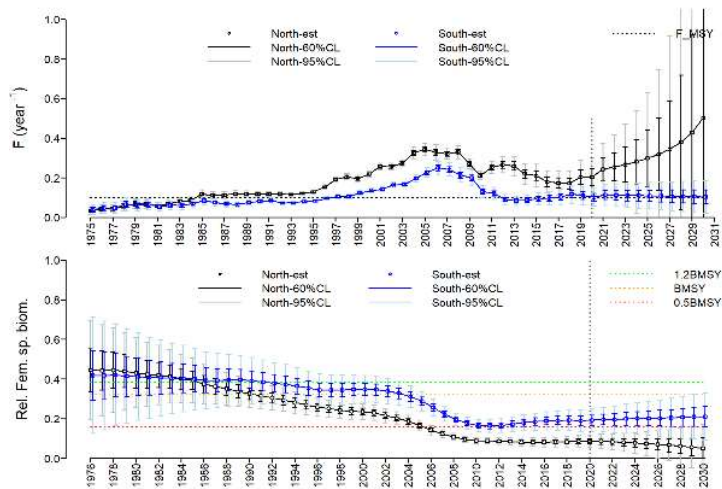 1.0
0.8
0.6
0.4
0.2
0.0
F (year⁻¹)
North-est
North-60%CL
North-95%CL
South-est
South-60%CL
South-95%CL
F_MSY
1975 1977 1979 1981 1983 1985 1987 1989 1991 1993 1995 1997 1999 2001 2003 2005 2007 2009 2011 2013 2015 2017 2019 2021 2023 2025 2027 2029 2031
1.0
0.8
0.6
0.4
0.2
0.0
Rel. Fem. sp. biom.
North-est
North-60%CL
North-95%CL
South-est
South-60%CL
South-95%CL
1.2BMSY
BMSY
0.5BMSY
1976 1978 1980 1982 1984 1986 1988 1990 1992 1994 1996 1998 2000 2002 2004 2006 2008 2010 2012 2014 2016 2018 2020 2022 2024 2026 2028 2030